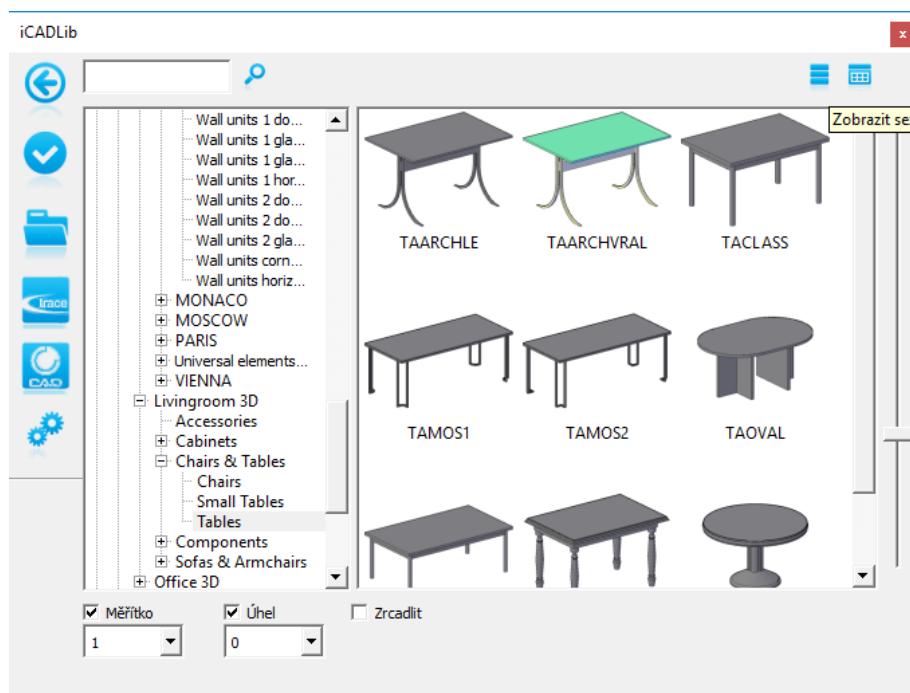 iCADLib
x
Zobrazit se
Wall units 1 do...
Wall units 1 gla...
Wall units 1 gla...
Wall units 1 hor...
Wall units 2 do...
Wall units 2 do...
Wall units 2 gla...
Wall units corn...
Wall units horiz...
MONACO
MOSCOW
PARIS
Universal elements...
VIENNA
Livingroom 3D
Accessories
Cabinets
Chairs & Tables
Chairs
Small Tables
Tables
Components
Sofas & Armchairs
Office 3D
trace
CAD
TAARCHLE TAARCHVRAL TACLASS
TAMOS1 TAMOS2 TAOVAL
Měřítko Úhel Zrcadlit
1 0